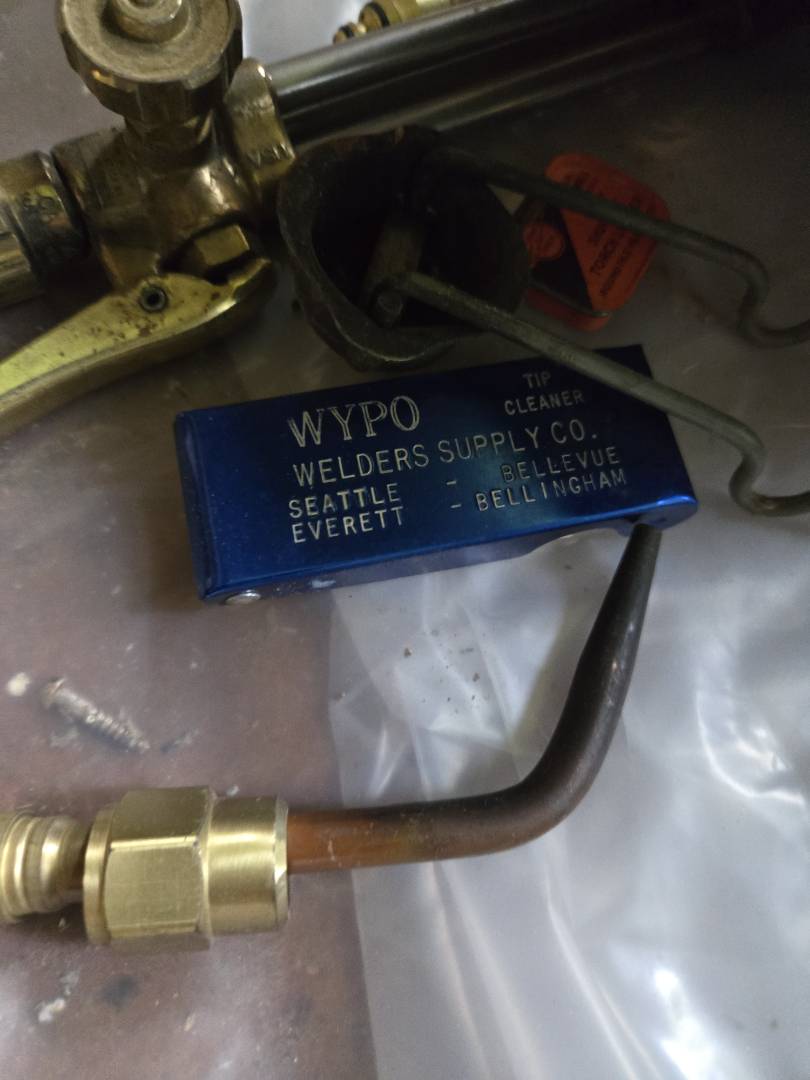 WYPO
TIP
CLEANER
WELDERS SUPPLY CO.
SEATTLE - BELLEVUE
EVERETT - BELLINGHAM